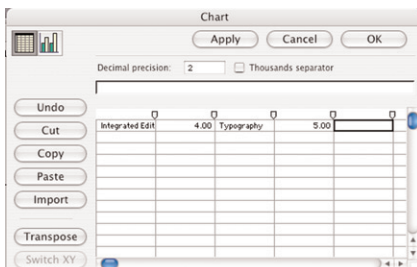 Chart
Apply Cancel OK
Decimal precision: 2 Thousands separator
Undo
Integrated Edit 4.00 Typography 5.00
Cut
Copy
Paste
Import
Transpose
Switch XY